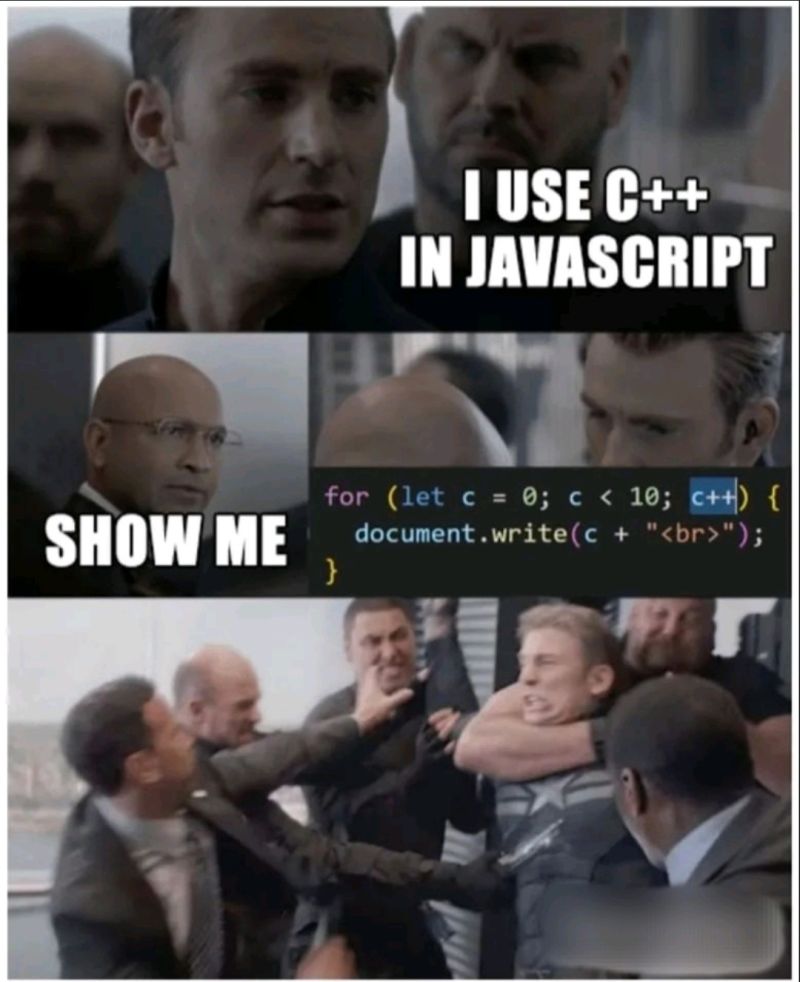 I USE C++
IN JAVASCRIPT
SHOW ME
for (let c = 0; c < 10; c++) {
document.write(c + "<br>");
}